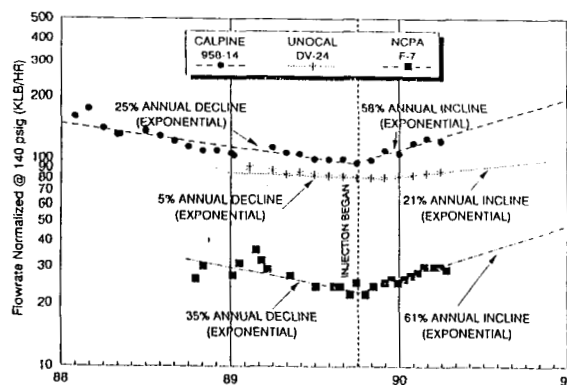 CALPINE UNOCAL NCPA
958-14 DV-24 F-7
500
400
300
200
100
90
80
70
60
50
40
30
20
10
Flowrate Normalized @ 140 psig (KLB/HR)
25% ANNUAL DECLINE
(EXPONENTIAL)
58% ANNUAL INCLINE
(EXPONENTIAL)
5% ANNUAL DECLINE
(EXPONENTIAL)
21% ANNUAL INCLINE
(EXPONENTIAL)
INJECTION BEGAN
35% ANNUAL DECLINE
(EXPONENTIAL)
61% ANNUAL INCLINE
(EXPONENTIAL)
88 89 90